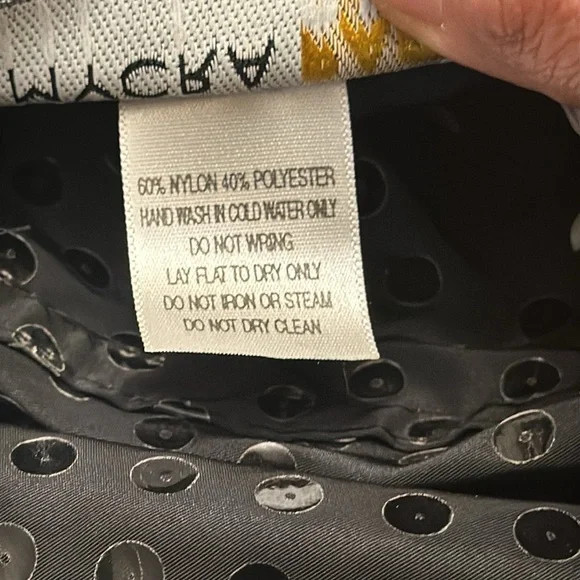 MYCRA
60% NYLON 40% POLYESTER
HAND WASH IN COLD WATER ONLY
DO NOT WRING
LAY FLAT TO DRY ONLY
DO NOT IRON OR STEAM
DO NOT DRY CLEAN